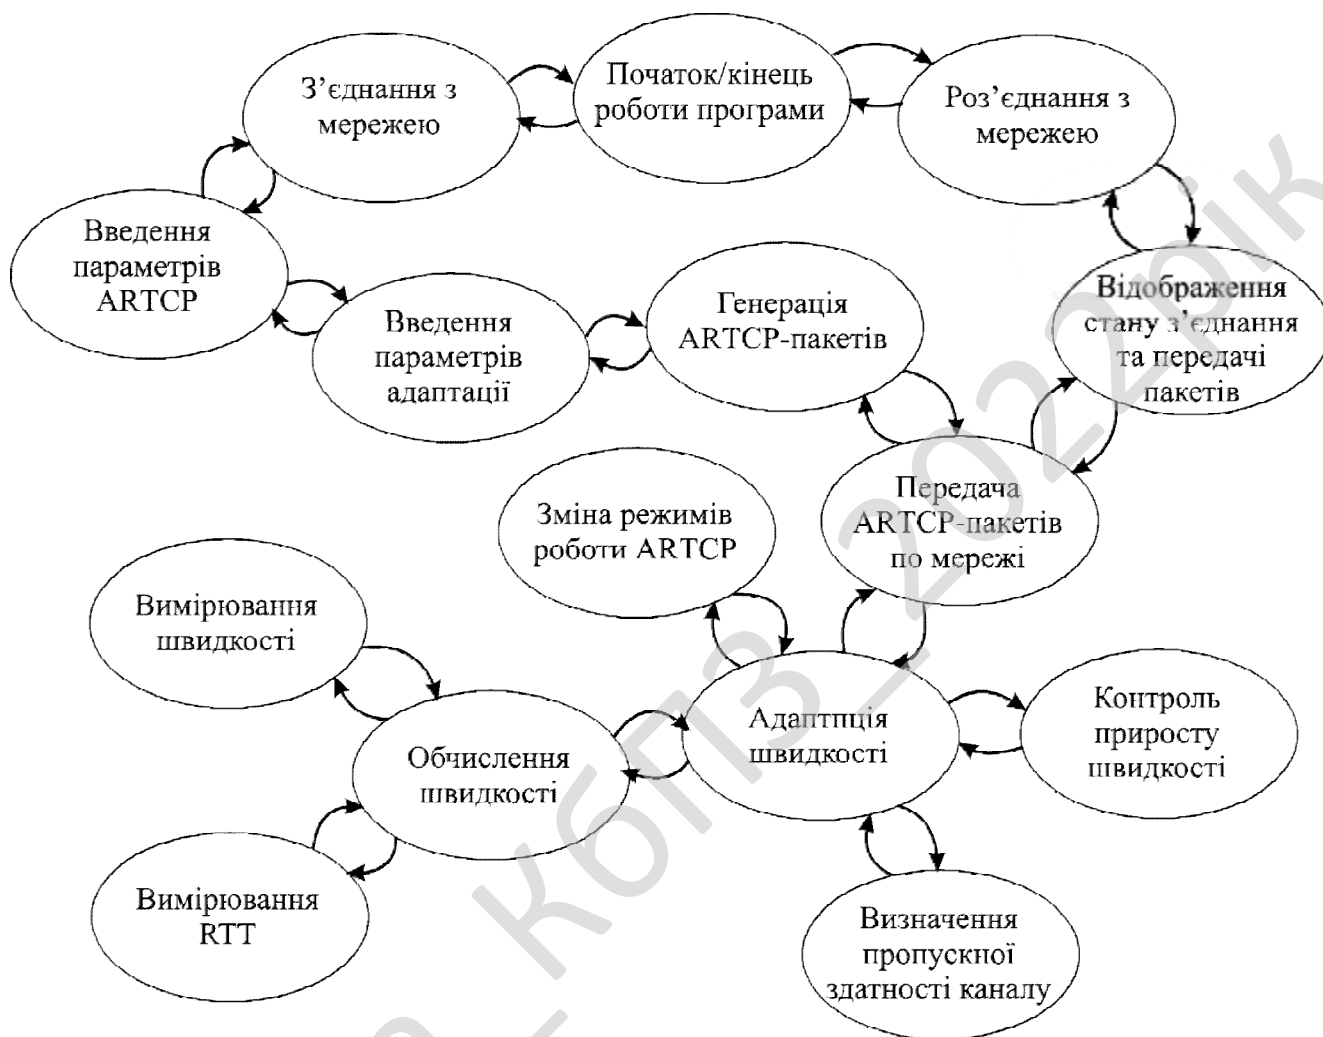 З’єднання з
мережею
Початок/кінець
роботи програми
Роз’єднання з
мережею
Введення
параметрів
ARTCP
Введення
параметрів
адаптації
Генерація
ARTCP-пакетів
Відображення
стану з’єднання
та передачі
пакетів
Зміна режимів
роботи ARTCP
Передача
ARTCP-пакетів
по мережі
Вимірювання
швидкості
Обчислення
швидкості
Адаптпція
швидкості
Контроль
приросту
швидкості
Вимірювання
RTT
Визначення
пропускної
здатності каналу
_КбПЗ_2022рік